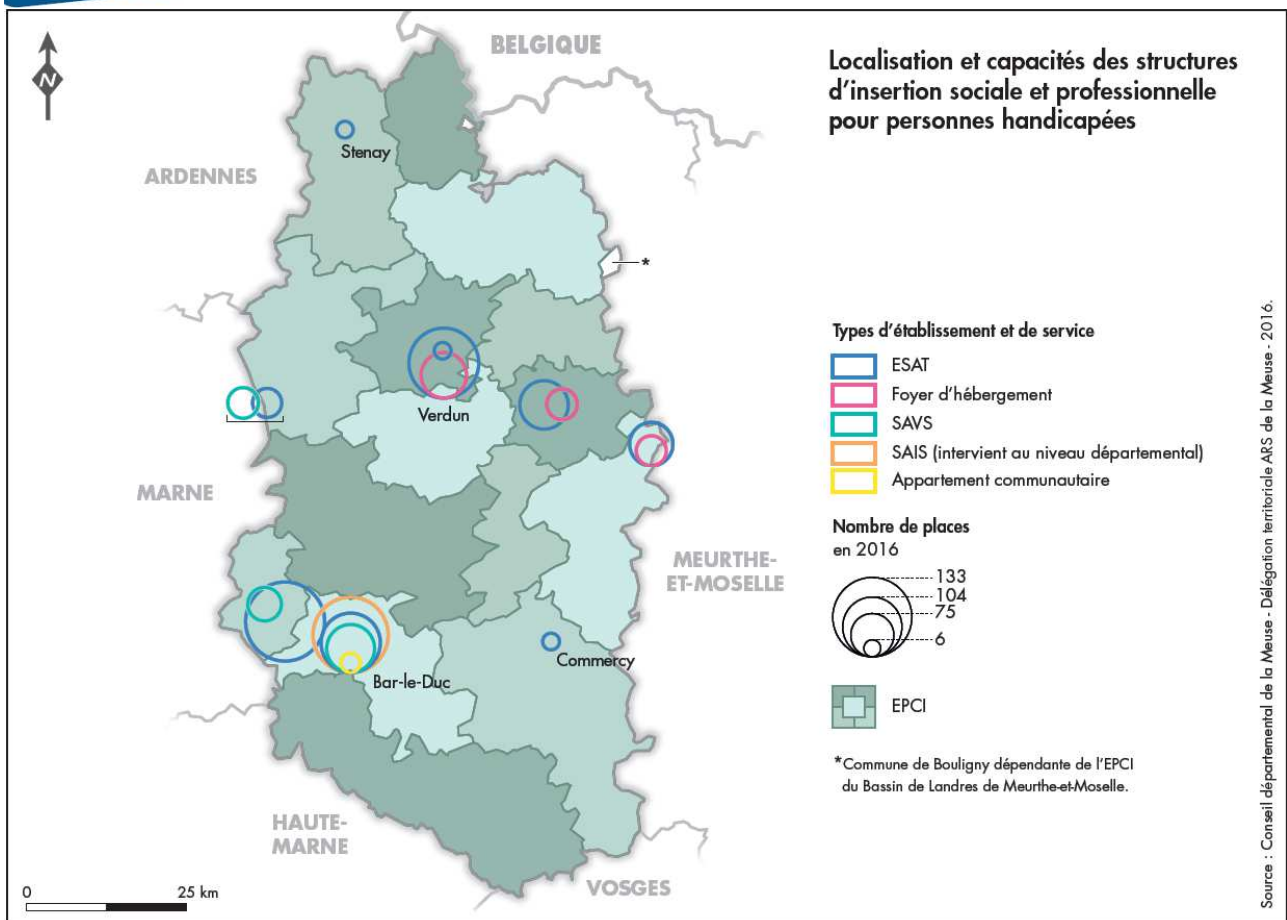 Localisation et capacités des structures
d'insertion sociale et professionnelle
pour personnes handicapées
BELGIQUE
N
Stenay
ARDENNES
*
Verdun
MARNE
MEURTHE-
ET-MOSELLE
Commercy
Bar-le-Duc
HAUTE-
MARNE
VOSGES
0 25 km
Types d'établissement et de service
ESAT
Foyer d'hébergement
SAVS
SAIS (intervient au niveau départemental)
Appartement communautaire
Nombre de places
en 2016
133
104
75
6
EPCI
*Commune de Bouligny dépendante de l'EPCI
du Bassin de Landres de Meurthe-et-Moselle.
Source : Conseil départemental de la Meuse - Délégation territoriale ARS de la Meuse - 2016.